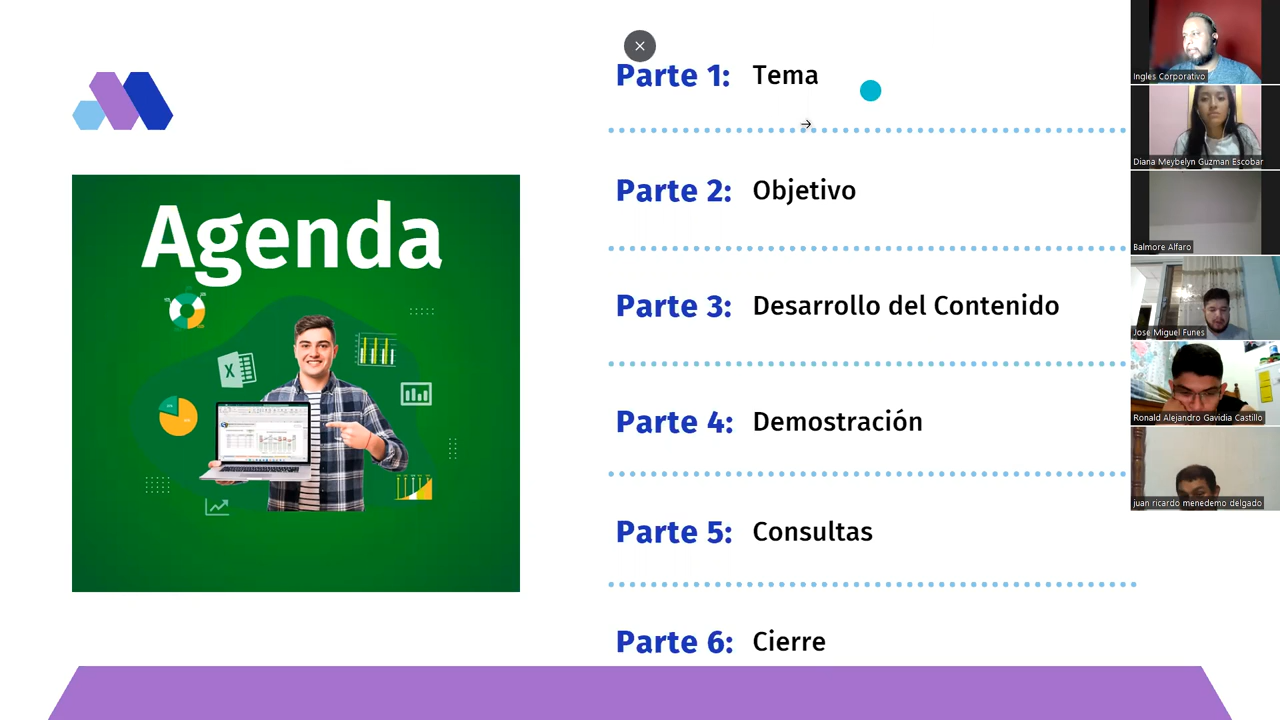 Agenda
Parte 1: Tema
Parte 2: Objetivo
Parte 3: Desarrollo del Contenido
Parte 4: Demostración
Parte 5: Consultas
Parte 6: Cierre
Ingles Corporativo
Diana Meybelyn Guzman Escobar
Balmore Alfaro
Jose Miguel Funes
Ronald Alejandro Gavidia Castillo
juan ricardo menedemo delgado